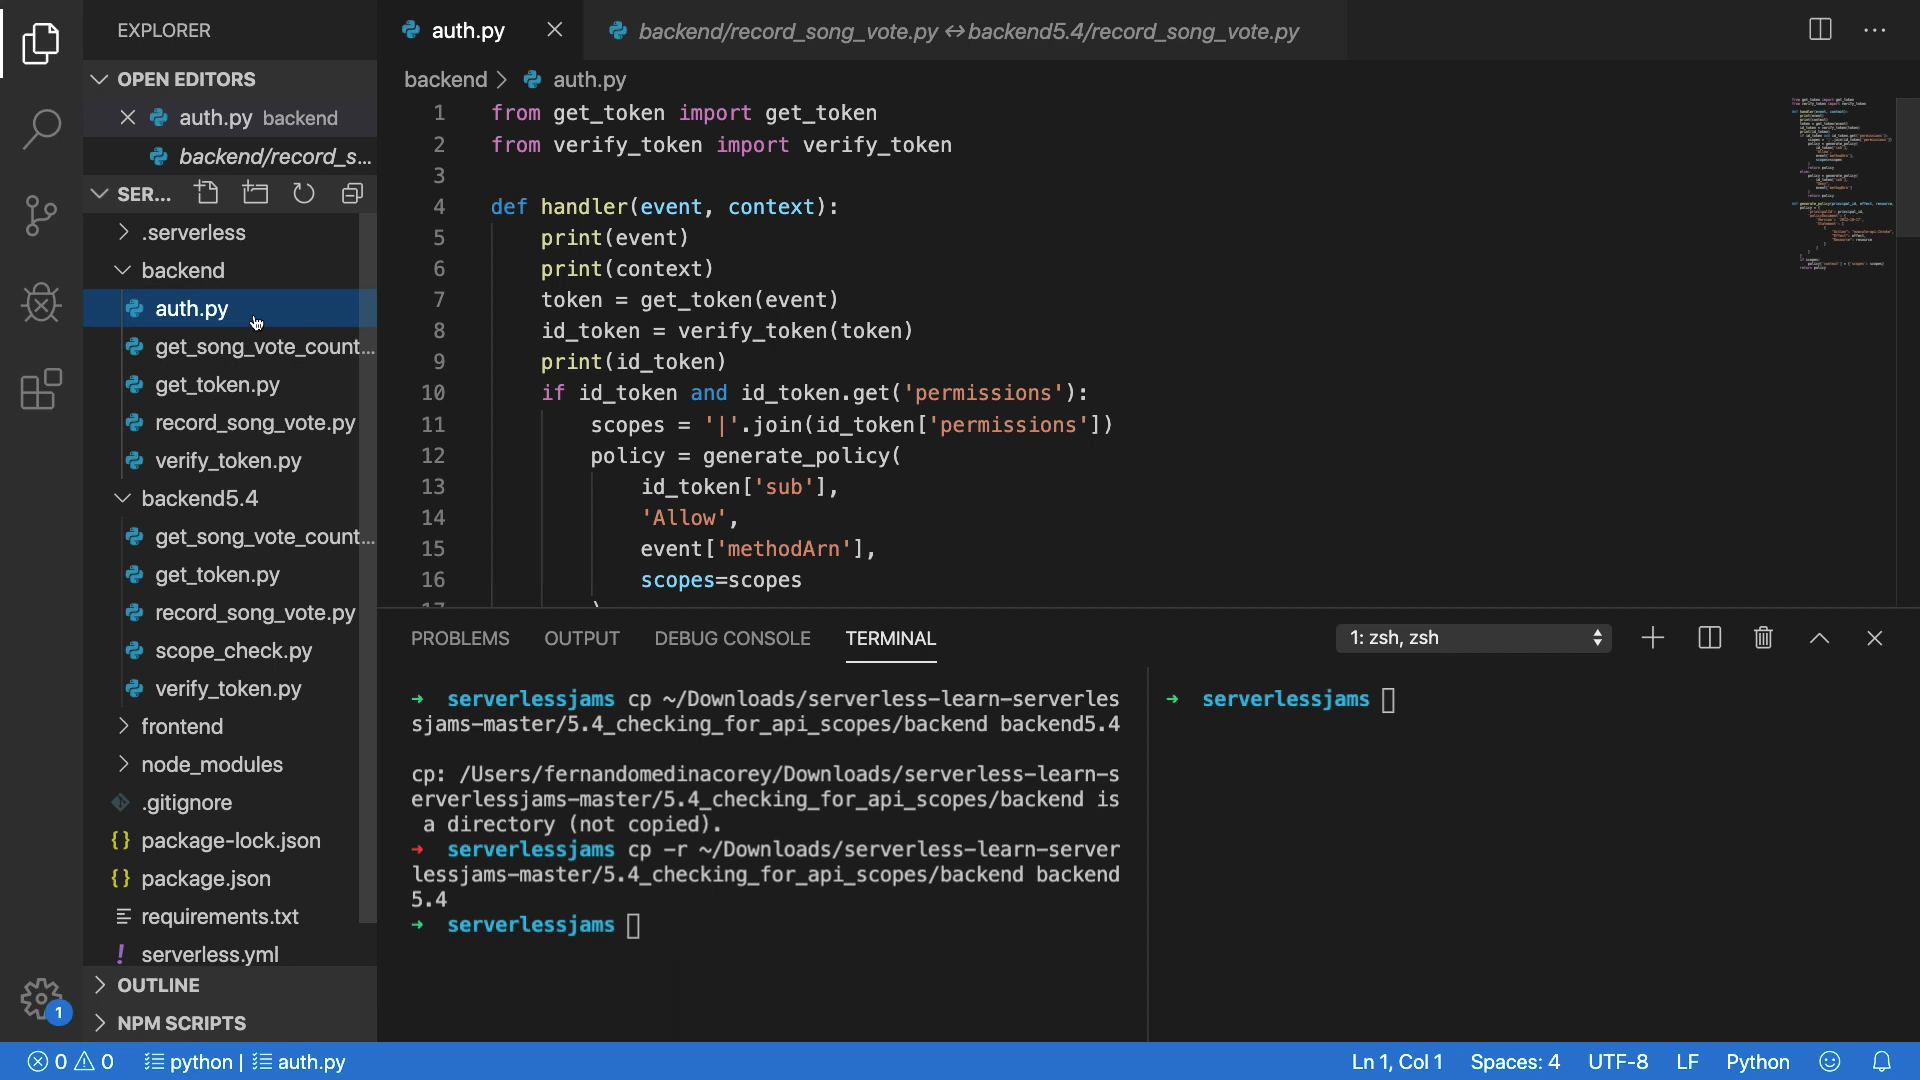 EXPLORER
OPEN EDITORS
auth.py backend
backend/record_s...
SER...
.serverless
backend
auth.py
get_song_vote_count...
get_token.py
record_song_vote.py
verify_token.py
backend5.4
get_song_vote_count...
get_token.py
record_song_vote.py
scope_check.py
verify_token.py
frontend
node_modules
.gitignore
package-lock.json
package.json
requirements.txt
serverless.yml
OUTLINE
NPM SCRIPTS
1
auth.py
backend/record_song_vote.py ↔ backend5.4/record_song_vote.py
backend > auth.py
1 from get_token import get_token
2 from verify_token import verify_token
3
4 def handler(event, context):
5 print(event)
6 print(context)
7 token = get_token(event)
8 id_token = verify_token(token)
9 print(id_token)
10 if id_token and id_token.get('permissions'):
11 scopes = '|'.join(id_token['permissions'])
12 policy = generate_policy(
13 id_token['sub'],
14 'Allow',
15 event['methodArn'],
16 scopes=scopes
17 )
PROBLEMS OUTPUT DEBUG CONSOLE TERMINAL
1: zsh, zsh
➜ serverlessjams cp ~/Downloads/serverless-learn-serverles
sjams-master/5.4_checking_for_api_scopes/backend backend5.4
cp: /Users/fernandomedinacorey/Downloads/serverless-learn-s
erverlessjams-master/5.4_checking_for_api_scopes/backend is
a directory (not copied).
➜ serverlessjams cp -r ~/Downloads/serverless-learn-server
lessjams-master/5.4_checking_for_api_scopes/backend backend
5.4
➜ serverlessjams
➜ serverlessjams
0 0 python | auth.py
Ln 1, Col 1 Spaces: 4 UTF-8 LF Python